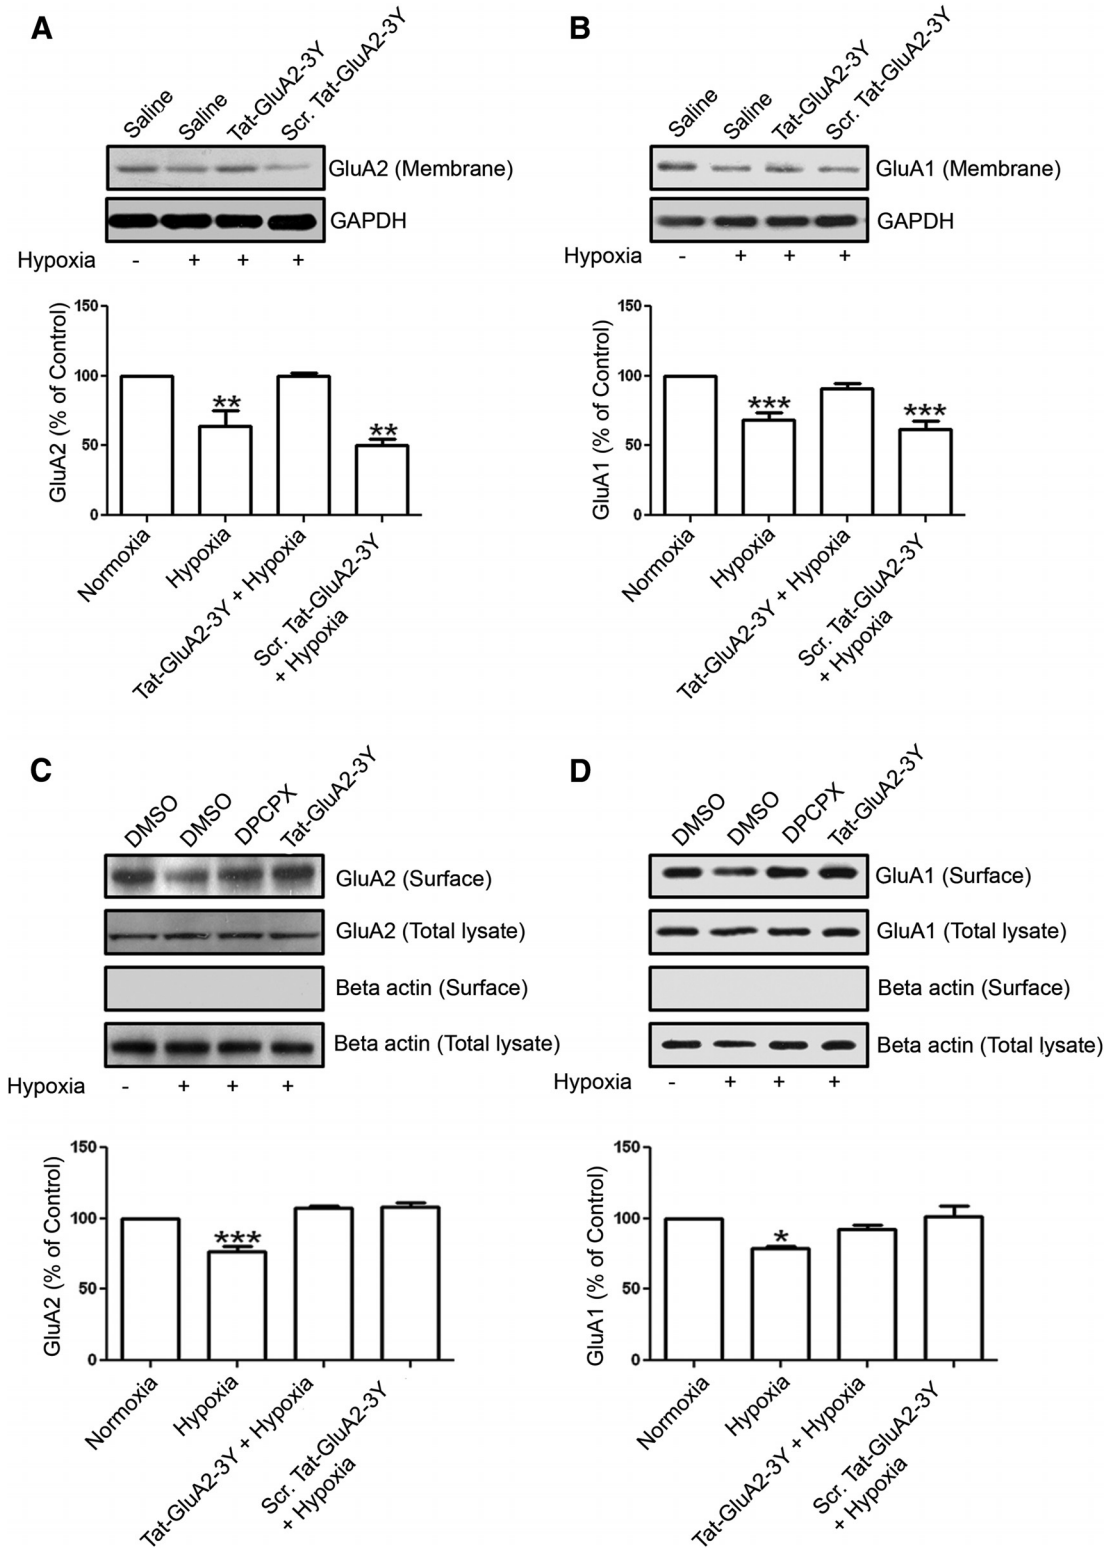 A
Saline
Saline
Tat-GluA2-3Y
Scr. Tat-GluA2-3Y
GluA2 (Membrane)
GAPDH
Hypoxia - + + +
GluA2 (% of Control)
150
100
50
0
**
**
Normoxia
Hypoxia
Tat-GluA2-3Y + Hypoxia
Scr. Tat-GluA2-3Y
+ Hypoxia
B
Saline
Saline
Tat-GluA2-3Y
Scr. Tat-GluA2-3Y
GluA1 (Membrane)
GAPDH
Hypoxia - + + +
GluA1 (% of Control)
150
100
50
0
***
***
Normoxia
Hypoxia
Tat-GluA2-3Y + Hypoxia
Scr. Tat-GluA2-3Y
+ Hypoxia
C
DMSO
DMSO
DPCPX
Tat-GluA2-3Y
GluA2 (Surface)
GluA2 (Total lysate)
Beta actin (Surface)
Beta actin (Total lysate)
Hypoxia - + + +
GluA2 (% of Control)
150
100
50
0
***
Normoxia
Hypoxia
Tat-GluA2-3Y + Hypoxia
Scr. Tat-GluA2-3Y
+ Hypoxia
D
DMSO
DMSO
DPCPX
Tat-GluA2-3Y
GluA1 (Surface)
GluA1 (Total lysate)
Beta actin (Surface)
Beta actin (Total lysate)
Hypoxia - + + +
GluA1 (% of Control)
150
100
50
0
*
Normoxia
Hypoxia
Tat-GluA2-3Y + Hypoxia
Scr. Tat-GluA2-3Y
+ Hypoxia